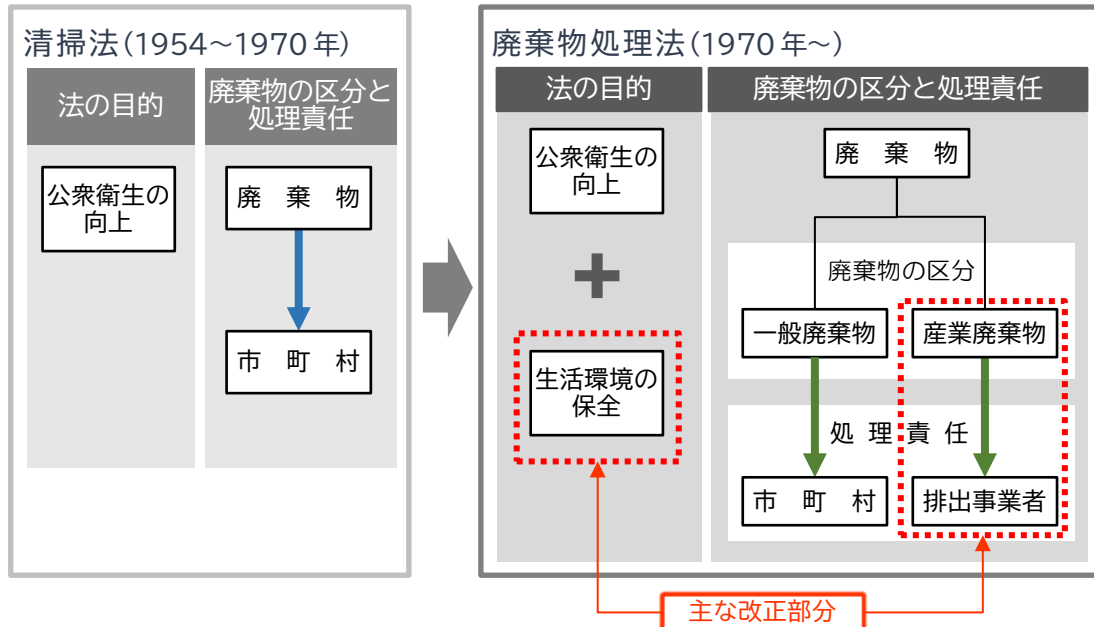 清掃法(1954～1970年)
法の目的
廃棄物の区分と
処理責任
公衆衛生の
向上
廃　棄　物
市　町　村
廃棄物処理法(1970年～)
法の目的
廃棄物の区分と処理責任
公衆衛生の
向上
＋
生活環境の
保全
廃　棄　物
廃棄物の区分
一般廃棄物
産業廃棄物
処 理 責 任
市　町　村
排出事業者
主な改正部分